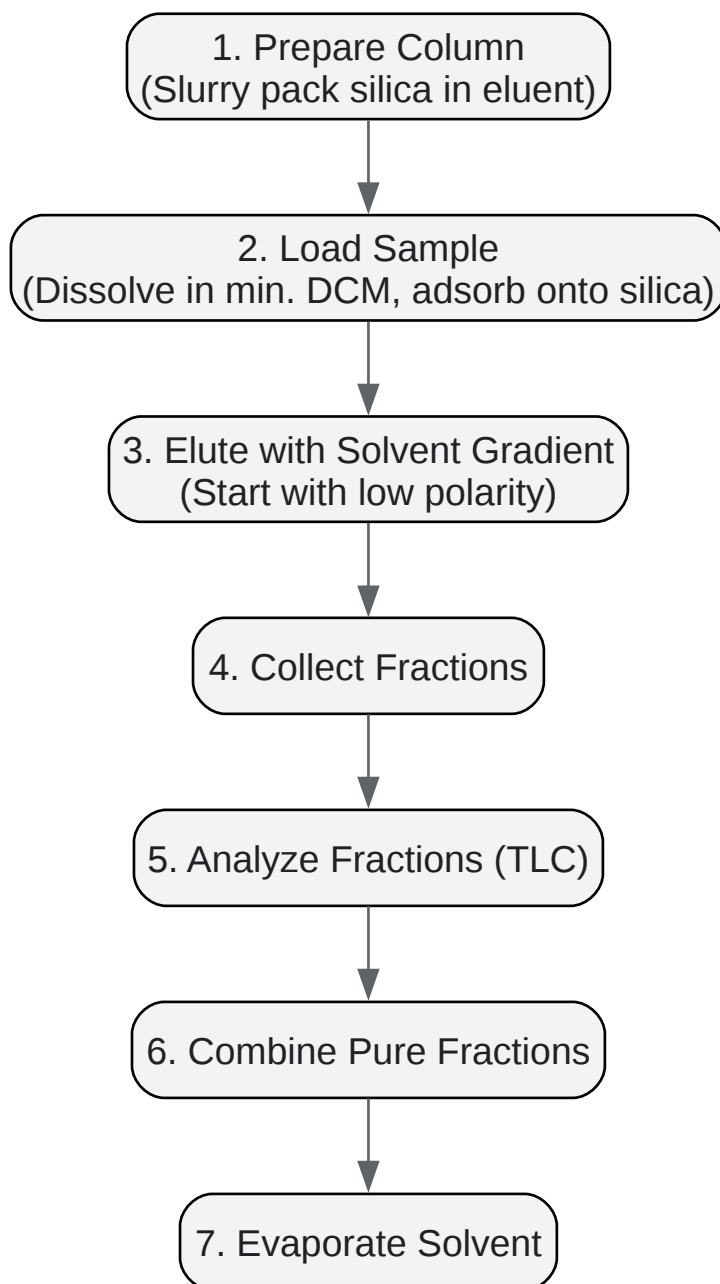 1. Prepare Column
(Slurry pack silica in eluent)
2. Load Sample
(Dissolve in min. DCM, adsorb onto silica)
3. Elute with Solvent Gradient
(Start with low polarity)
4. Collect Fractions
5. Analyze Fractions (TLC)
6. Combine Pure Fractions
7. Evaporate Solvent